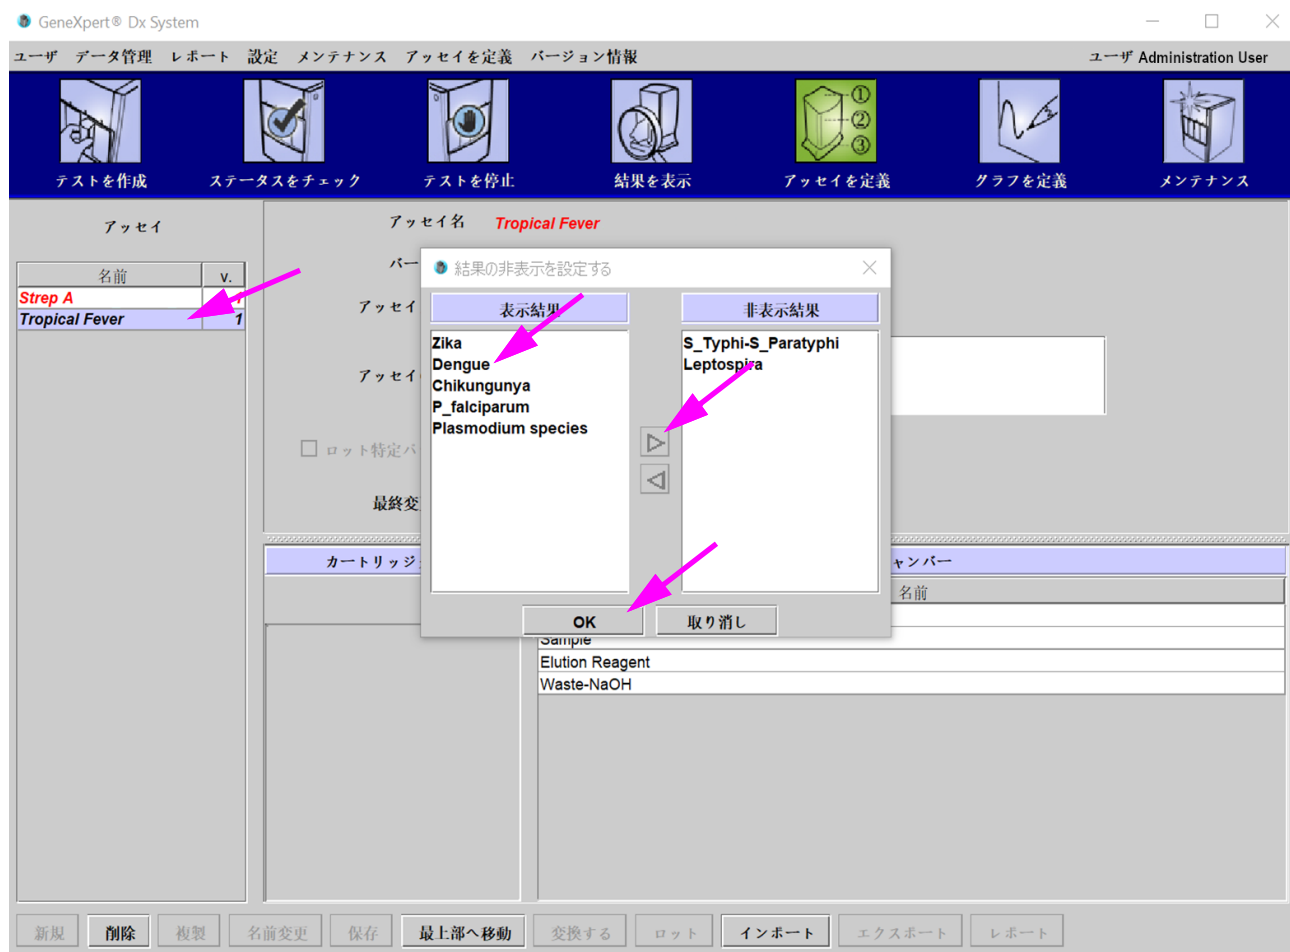 GeneXpert® Dx System
ユーザ データ管理 レポート 設定 メンテナンス アッセイを定義 バージョン情報 ユーザ Administration User
① ② ③
テストを作成 ステータスをチェック テストを停止 結果を表示 アッセイを定義 グラフを定義 メンテナンス
アッセイ
名前 v.
Strep A
Tropical Fever 1
アッセイ名 Tropical Fever
バー
アッセイ
アッセイ
ロット特定パ
最終変
結果の非表示を設定する
表示結果
Zika
Dengue
Chikungunya
P_falciparum
Plasmodium species
非表示結果
S_Typhi-S_Paratyphi
Leptospira
OK 取り消し
カートリッジ
ャンバー
名前
Sample
Elution Reagent
Waste-NaOH
新規 削除 複製 名前変更 保存 最上部へ移動 変換する ロット インポート エクスポート レポート